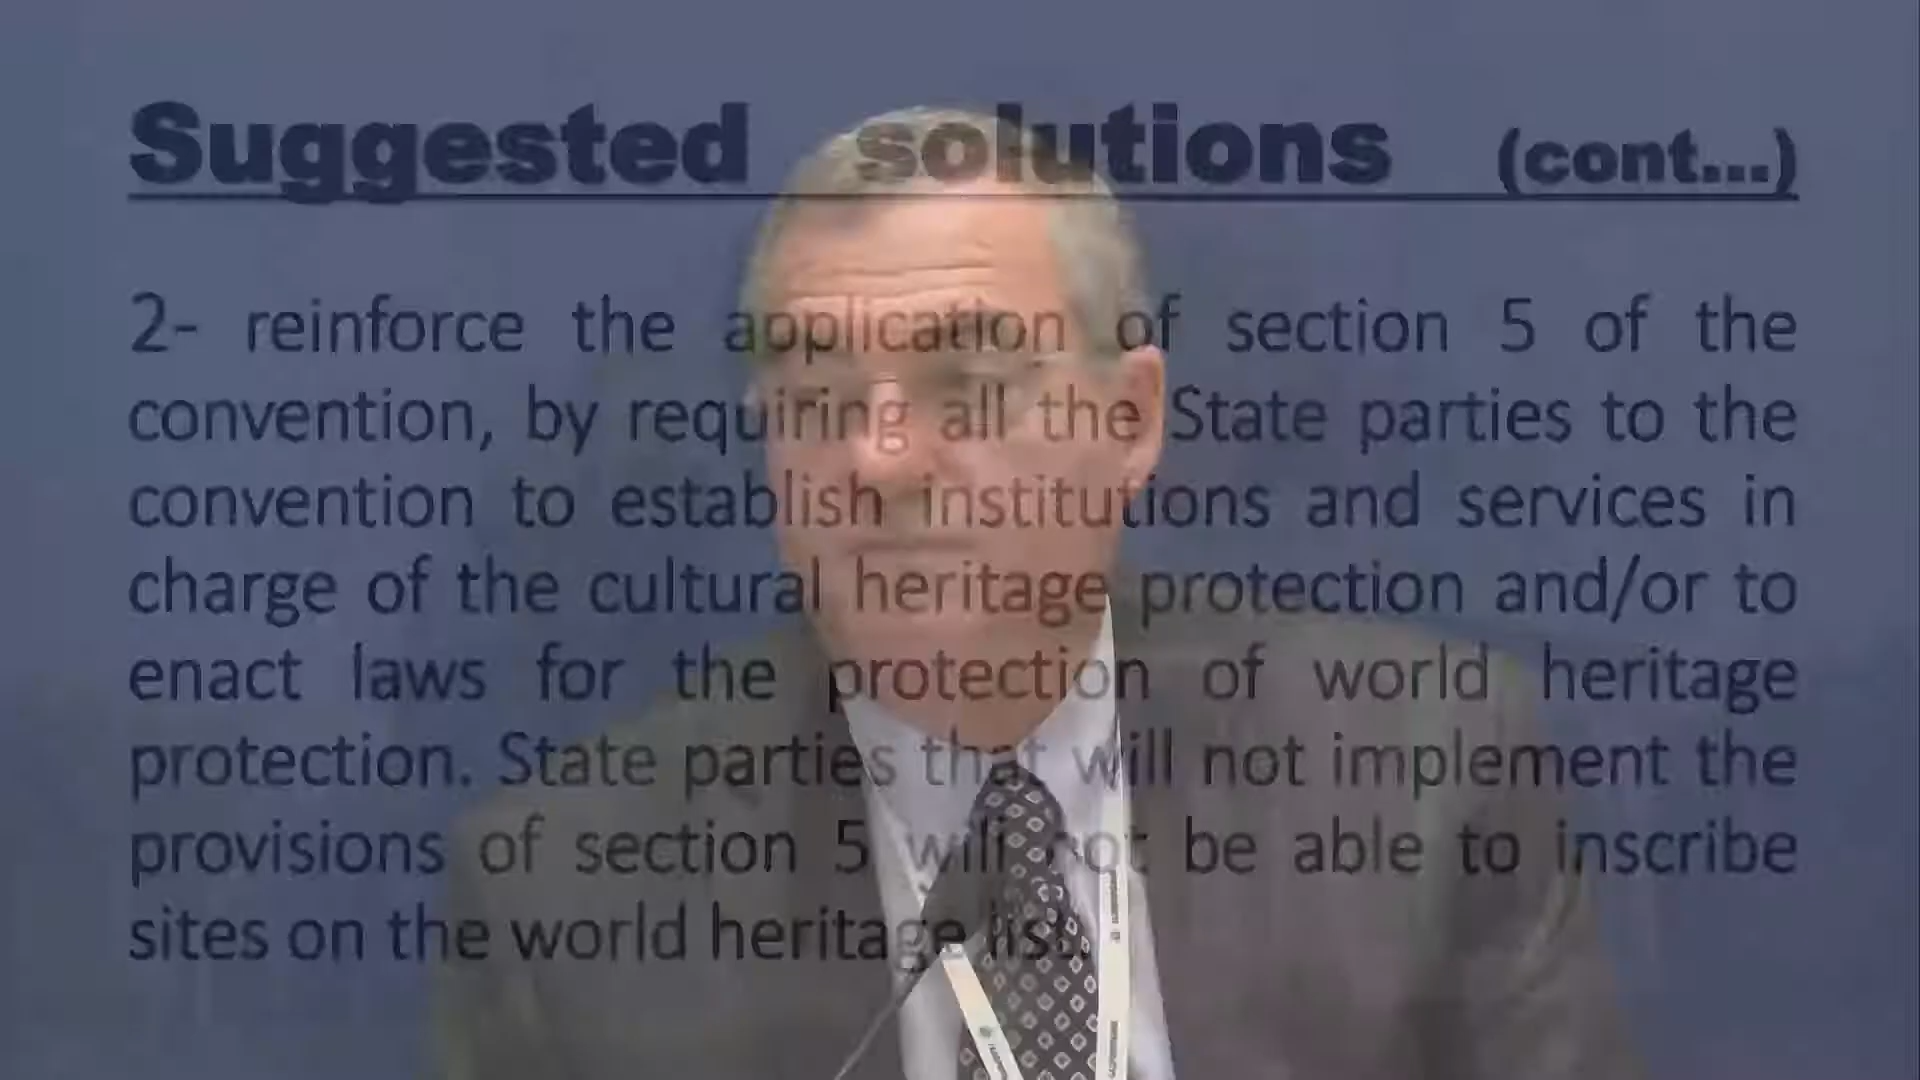 Suggested solutions (cont...)
2- reinforce the application of section 5 of the
convention, by requiring all the State parties to the
convention to establish institutions and services in
charge of the cultural heritage protection and/or to
enact laws for the protection of world heritage
protection. State parties that will not implement the
provisions of section 5 will not be able to inscribe
sites on the world heritage list.